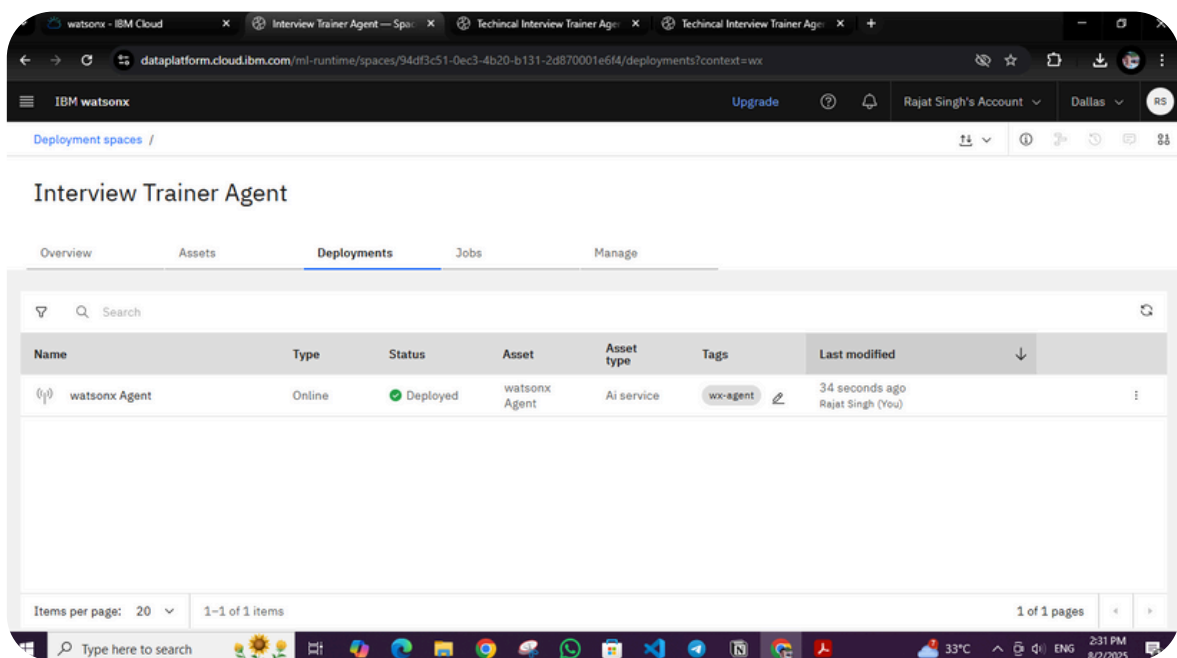 watsonx - IBM Cloud
Interview Trainer Agent — Spac
Techincal Interview Trainer Age
Techincal Interview Trainer Age
dataplatform.cloud.ibm.com/ml-runtime/spaces/94df3c51-0ec3-4b20-b131-2d870001e6f4/deployments?context=wx
IBM watsonx
Upgrade
Rajat Singh's Account
Dallas
RS
Deployment spaces /
Interview Trainer Agent
Overview Assets Deployments Jobs Manage
Search
Name Type Status Asset Asset type Tags Last modified
watsonx Agent Online Deployed watsonx Agent Ai service wx-agent 34 seconds ago
Rajat Singh (You)
Items per page: 20 1–1 of 1 items 1 of 1 pages
Type here to search
33°C ENG 2:31 PM
8/2/2025